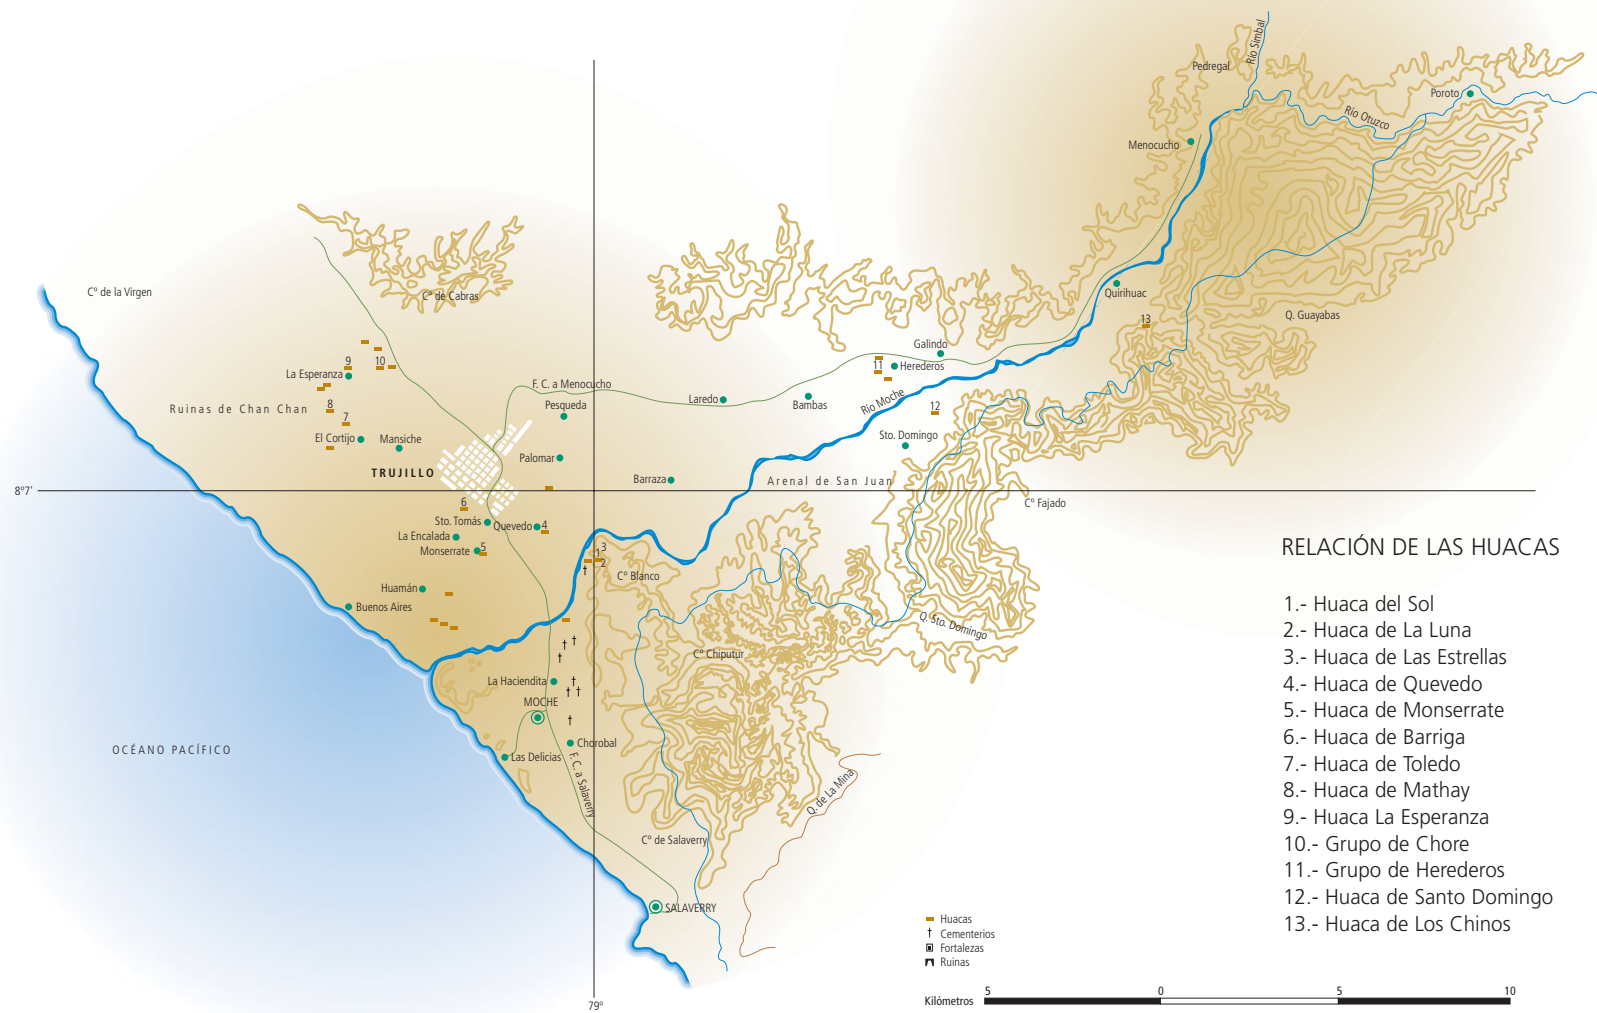 Río Simbal
Pedregal
Poroto
Río Otuzco
Menocucho
Cº de la Virgen
Cº de Cabras
Quirihuac
13
Q. Guayabas
9
10
La Esperanza
Galindo
11
Herederos
F. C. a Menocucho
Ruinas de Chan Chan
8
7
Pesqueda
Laredo
Bambas
Río Moche
12
El Cortijo
Mansiche
Sto. Domingo
Palomar
TRUJILLO
Barraza
Arenal de San Juan
8º7'
6
Cº Fajado
Sto. Tomás
Quevedo
4
La Encalada
Monserrate
5
3
1
2
Cº Blanco
Huamán
Buenos Aires
Q. Sto. Domingo
Cº Chiputur
La Haciendita
MOCHE
Chorobal
Las Delicias
OCÉANO PACÍFICO
F. C. a Salaverry
Q. de La Mina
Cº de Salaverry
SALAVERRY
79º
RELACIÓN DE LAS HUACAS
1.- Huaca del Sol
2.- Huaca de La Luna
3.- Huaca de Las Estrellas
4.- Huaca de Quevedo
5.- Huaca de Monserrate
6.- Huaca de Barriga
7.- Huaca de Toledo
8.- Huaca de Mathay
9.- Huaca La Esperanza
10.- Grupo de Chore
11.- Grupo de Herederos
12.- Huaca de Santo Domingo
13.- Huaca de Los Chinos
Huacas
Cementerios
Fortalezas
Ruinas
Kilómetros
5 0 5 10